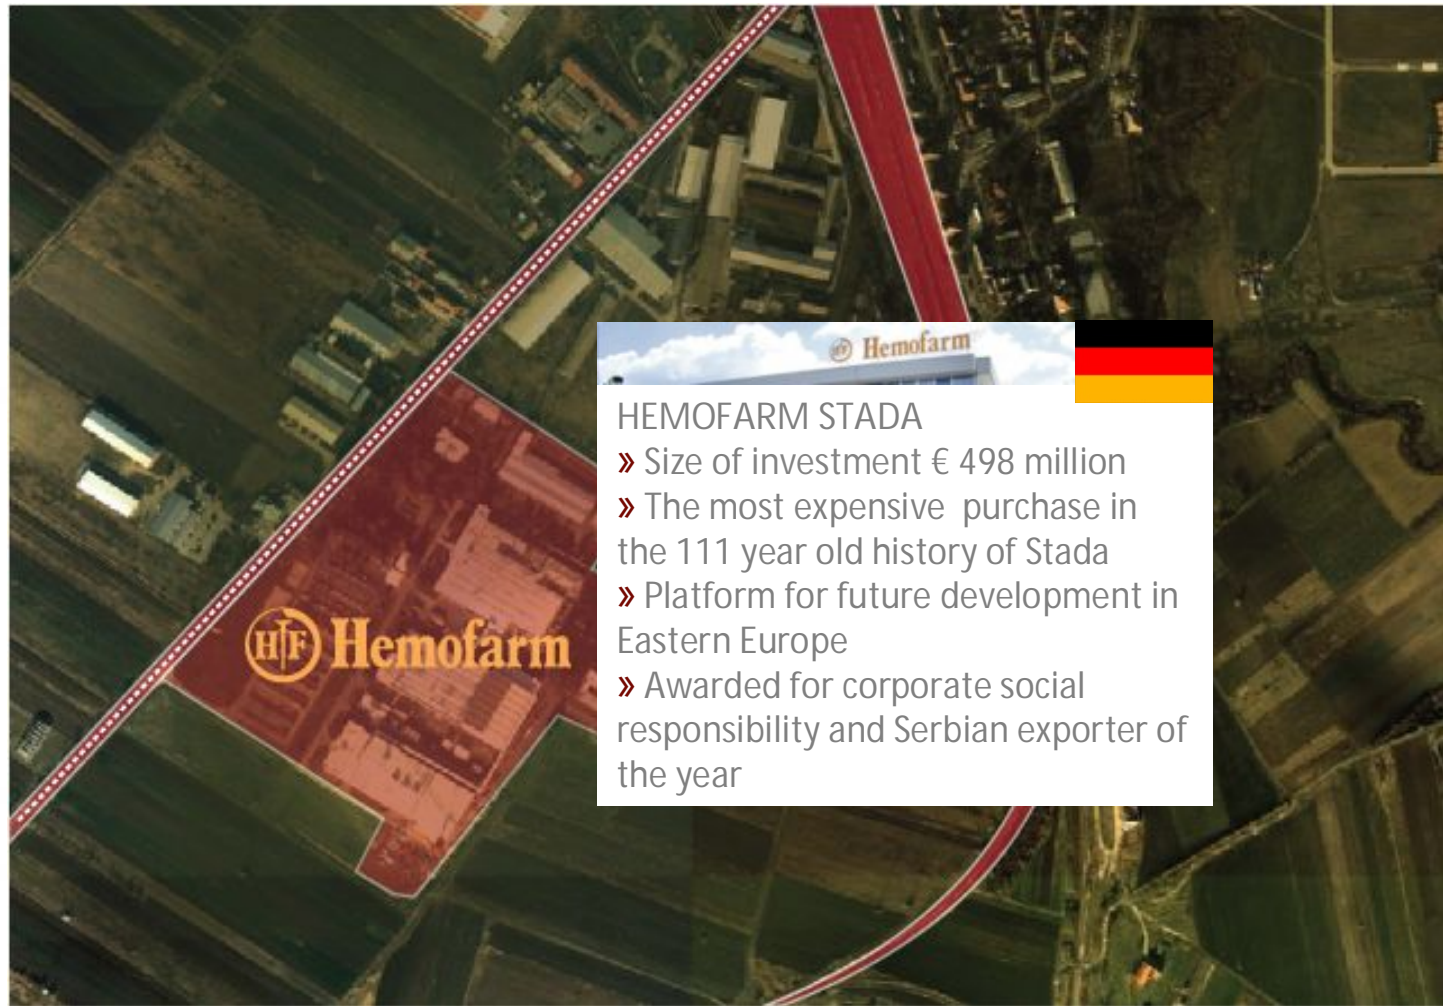 HF Hemofarm
HEMOFARM STADA
» Size of investment € 498 million
» The most expensive  purchase in
the 111 year old history of Stada
» Platform for future development in
Eastern Europe
» Awarded for corporate social
responsibility and Serbian exporter of
the year
HF Hemofarm